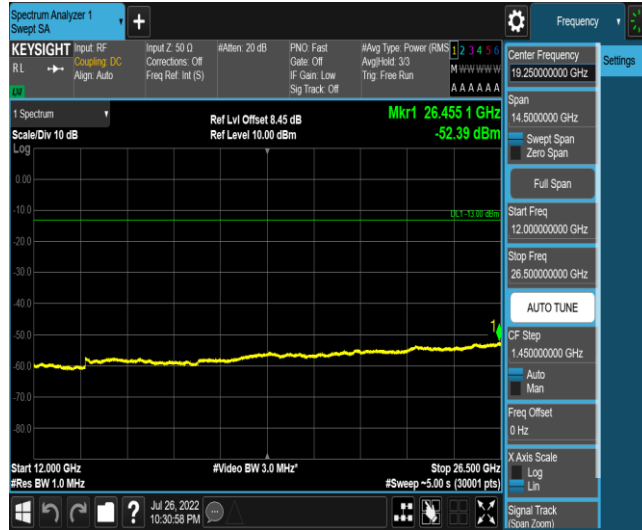 Spectrum Analyzer 1
Swept SA
+
Frequency
KEYSIGHT
RL
LXI
Input: RF
Coupling: DC
Align: Auto
Input Z: 50 Ω
Corrections: Off
Freq Ref: Int (S)
#Atten: 20 dB
PNO: Fast
Gate: Off
IF Gain: Low
Sig Track: Off
#Avg Type: Power (RMS
Avg|Hold: 3/3
Trig: Free Run
1 2 3 4 5 6
M W W W W W
A A A A A A
1 Spectrum
Scale/Div 10 dB
Log
Ref Lvl Offset 8.45 dB
Ref Level 10.00 dBm
Mkr1 26.455 1 GHz
-52.39 dBm
0.00
-10.0
DL1 -13.00 dBm
-20.0
-30.0
-40.0
1
-50.0
-60.0
-70.0
-80.0
Start 12.000 GHz
#Res BW 1.0 MHz
#Video BW 3.0 MHz*
Stop 26.500 GHz
#Sweep ~5.00 s (30001 pts)
?
Jul 26, 2022
10:30:58 PM
Center Frequency
19.250000000 GHz
Settings
Span
14.5000000 GHz
Swept Span
Zero Span
Full Span
Start Freq
12.000000000 GHz
Stop Freq
26.500000000 GHz
AUTO TUNE
CF Step
1.450000000 GHz
Auto
Man
Freq Offset
0 Hz
X Axis Scale
Log
Lin
Signal Track
(Span Zoom)